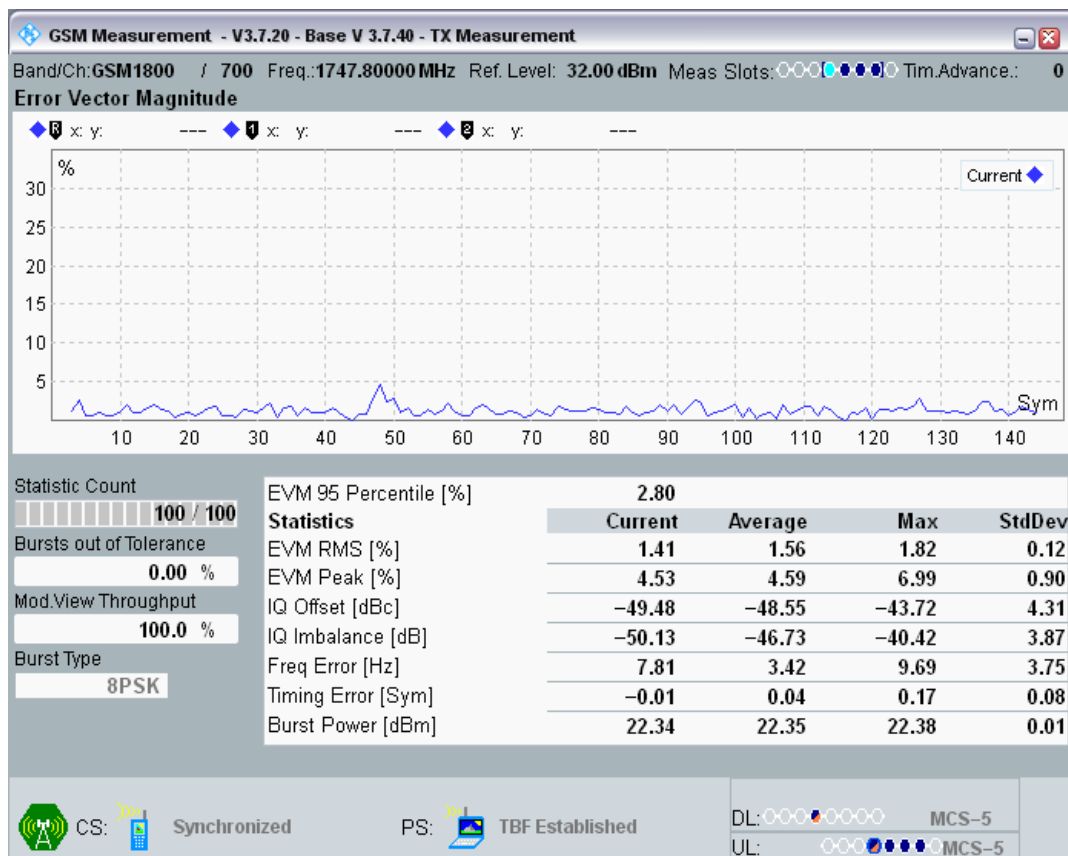 GSM Measurement - V3.7.20 - Base V 3.7.40 - TX Measurement
Band/Ch:GSM1800 / 700 Freq.:1747.80000 MHz Ref. Level: 32.00 dBm Meas Slots: Tim.Advance.: 0
Error Vector Magnitude
R x: y: --- 1 x: y: --- 2 x: y: ---
%
Current
30
25
20
15
10
5
Sym
10 20 30 40 50 60 70 80 90 100 110 120 130 140
Statistic Count
100 / 100
Bursts out of Tolerance
0.00 %
Mod.View Throughput
100.0 %
Burst Type
8PSK
EVM 95 Percentile [%] 2.80
Statistics Current Average Max StdDev
EVM RMS [%] 1.41 1.56 1.82 0.12
EVM Peak [%] 4.53 4.59 6.99 0.90
IQ Offset [dBc] −49.48 −48.55 −43.72 4.31
IQ Imbalance [dB] −50.13 −46.73 −40.42 3.87
Freq Error [Hz] 7.81 3.42 9.69 3.75
Timing Error [Sym] −0.01 0.04 0.17 0.08
Burst Power [dBm] 22.34 22.35 22.38 0.01
CS: Synchronized PS: TBF Established
DL: MCS−5
UL: MCS−5